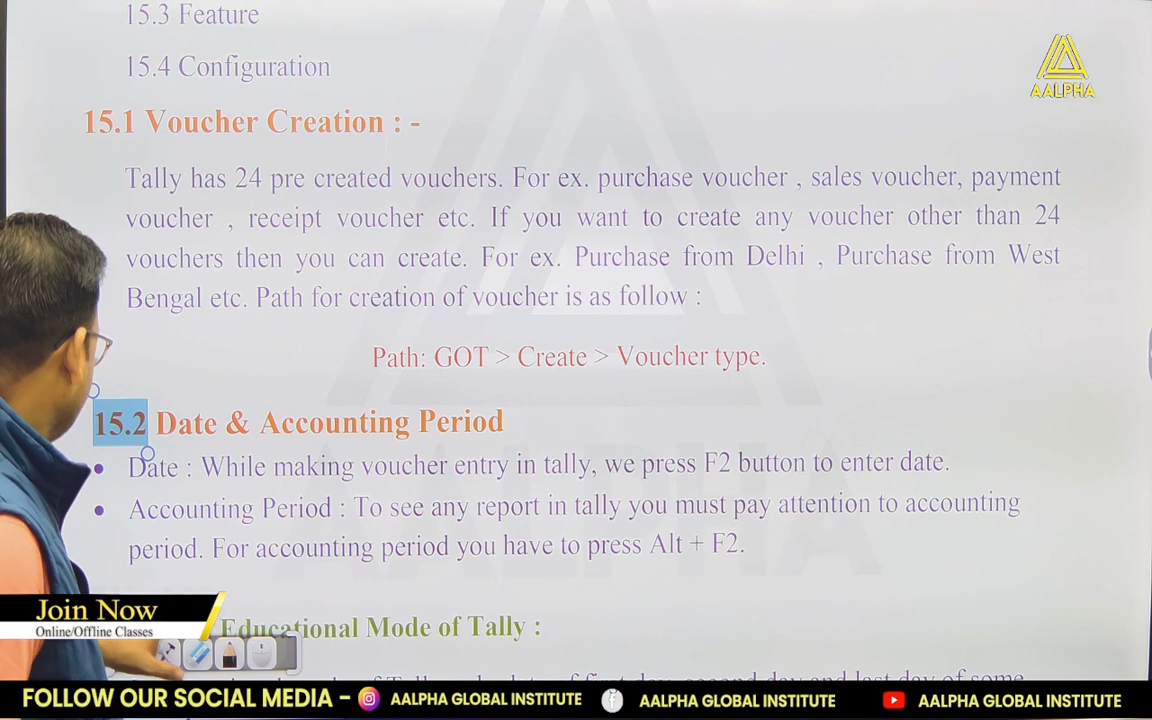 15.3 Feature
15.4 Configuration
AALPHA
15.1 Voucher Creation : -
Tally has 24 pre created vouchers. For ex. purchase voucher , sales voucher, payment
voucher , receipt voucher etc. If you want to create any voucher other than 24
vouchers then you can create. For ex. Purchase from Delhi , Purchase from West
Bengal etc. Path for creation of voucher is as follow :
Path: GOT > Create > Voucher type.
15.2 Date & Accounting Period
• Date : While making voucher entry in tally, we press F2 button to enter date.
• Accounting Period : To see any report in tally you must pay attention to accounting
period. For accounting period you have to press Alt + F2.
AALPHA
Join Now
Online/Offline Classes
Educational Mode of Tally :
FOLLOW OUR SOCIAL MEDIA – AALPHA GLOBAL INSTITUTE AALPHA GLOBAL INSTITUTE AALPHA GLOBAL INSTITUTE